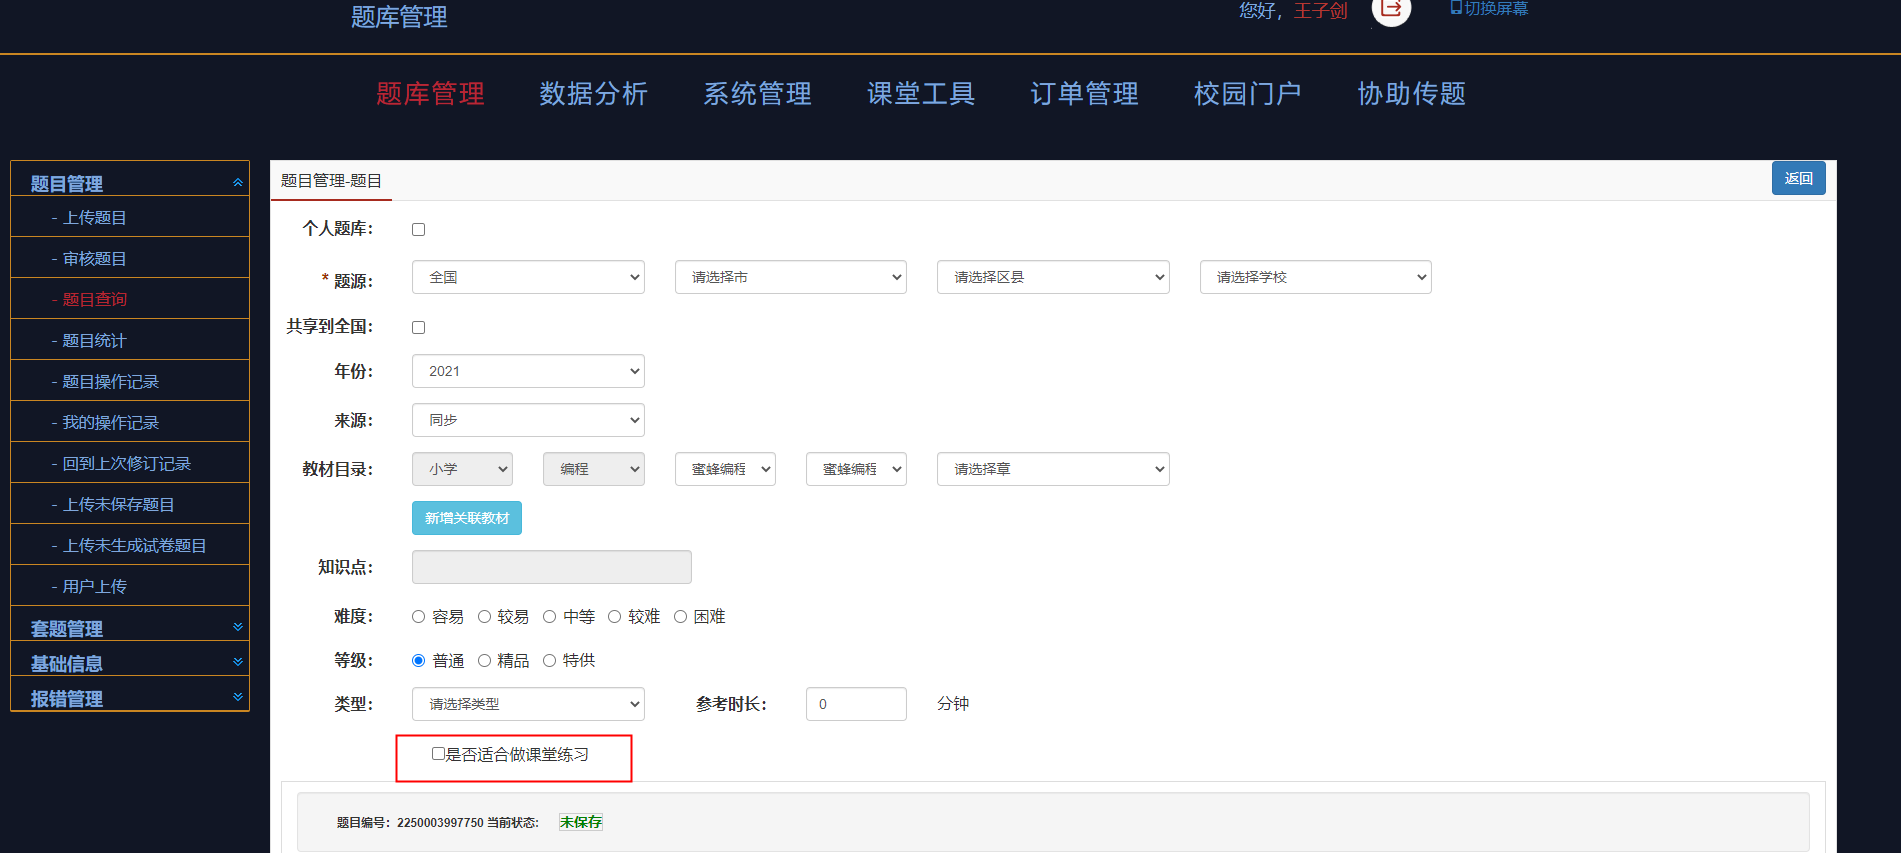 题库管理
您好，王子剑
切换屏幕
题库管理 数据分析 系统管理 课堂工具 订单管理 校园门户 协助传题
题目管理
- 上传题目
- 审核题目
- 题目查询
- 题目统计
- 题目操作记录
- 我的操作记录
- 回到上次修订记录
- 上传未保存题目
- 上传未生成试卷题目
- 用户上传
套题管理
基础信息
报错管理
题目管理-题目
返回
个人题库：
* 题源： 全国 请选择市 请选择区县 请选择学校
共享到全国：
年份： 2021
来源： 同步
教材目录： 小学 编程 蜜蜂编程 蜜蜂编程 请选择章
新增关联教材
知识点：
难度： 容易 较易 中等 较难 困难
等级： 普通 精品 特供
类型： 请选择类型 参考时长： 0 分钟
是否适合做课堂练习
题目编号：2250003997750 当前状态： 未保存